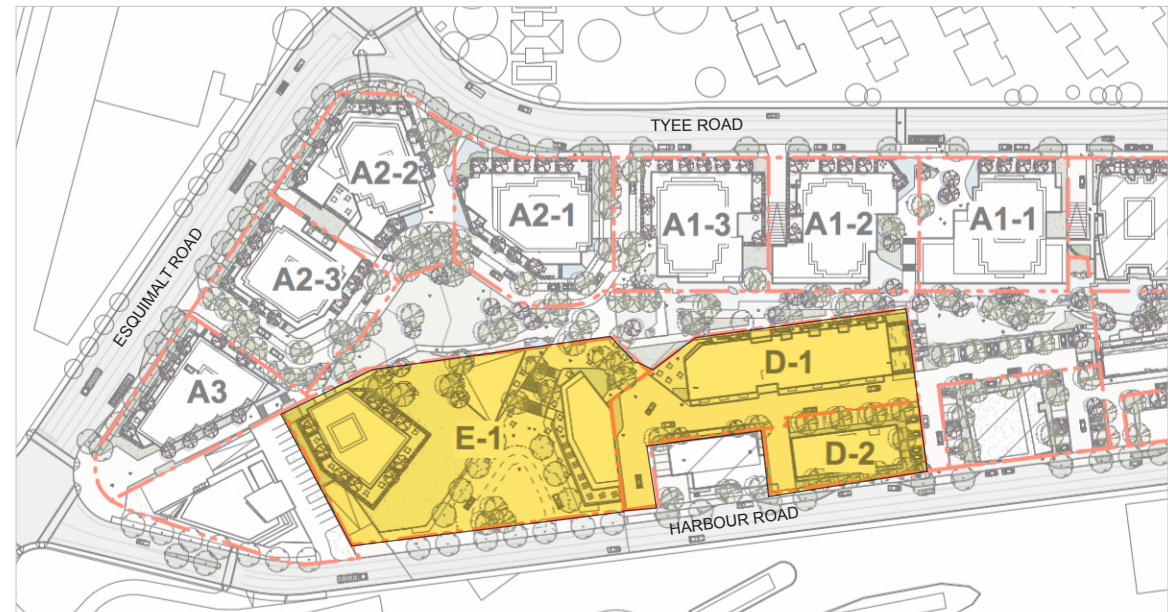 TYEE ROAD
A2-2
A2-1
A1-3
A1-2
A1-1
ESQUIMALT ROAD
A2-3
A3
D-1
E-1
D-2
HARBOUR ROAD